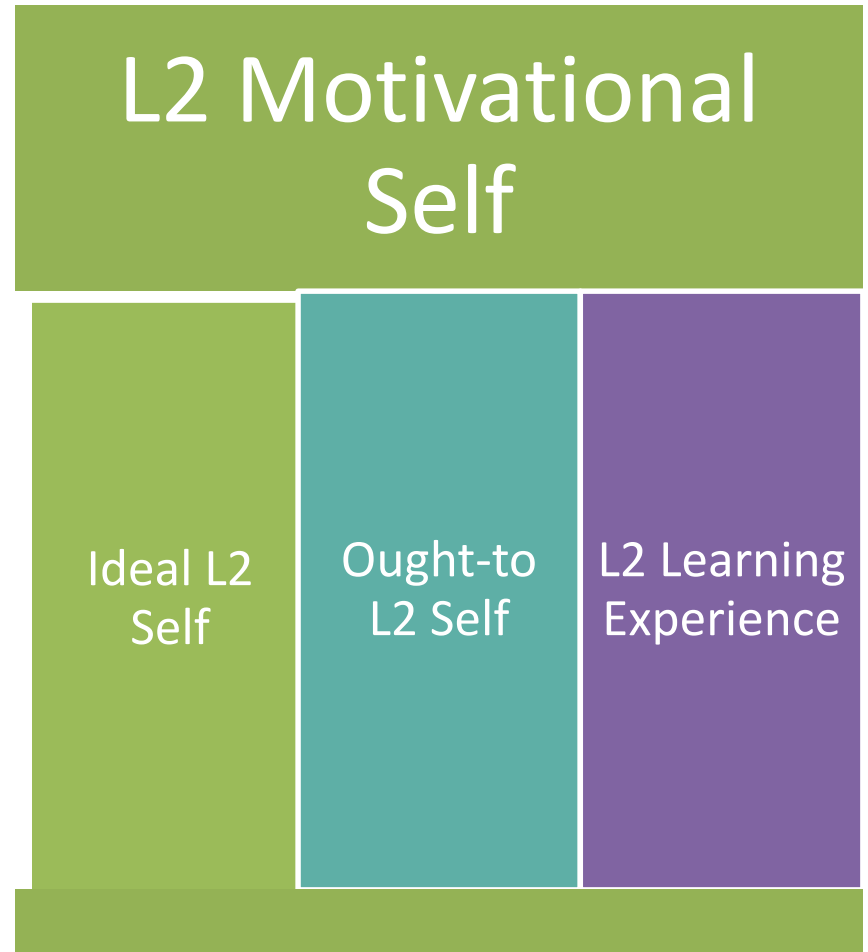 L2 Motivational
Self
Ideal L2
Self
Ought-to
L2 Self
L2 Learning
Experience